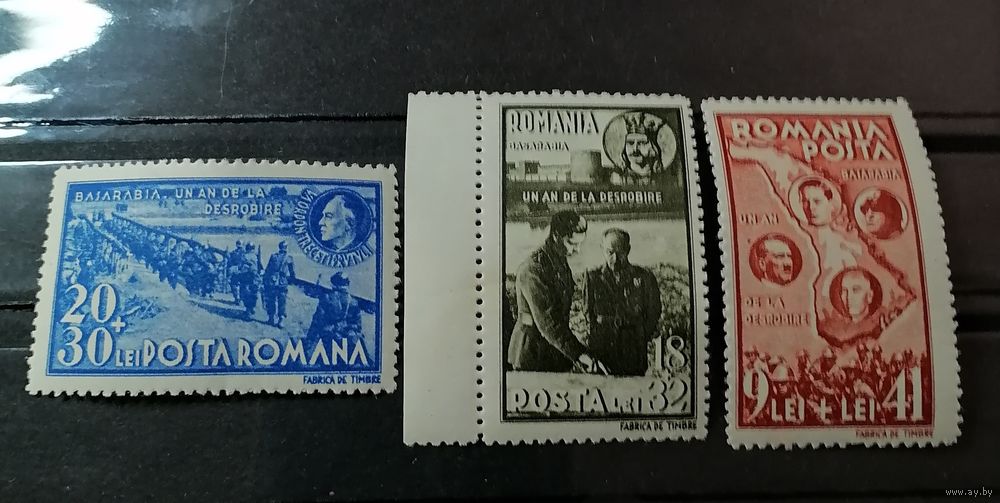 BASARABIA UN AN DE LA
DESROBIRE
20+
30 LEI POSTA ROMANA
FABRICA DE TIMBRE
ROMANIA
BASARABIA
UN AN DE LA DESROBIRE
18
POSTA LEI 32
FABRICA DE TIMBRE
ROMANIA
POSTA
BASARABIA
UN AN
DE LA
DESROBIRE
9 LEI + LEI 41
FABRICA DE TIMBRE
www.ay.by